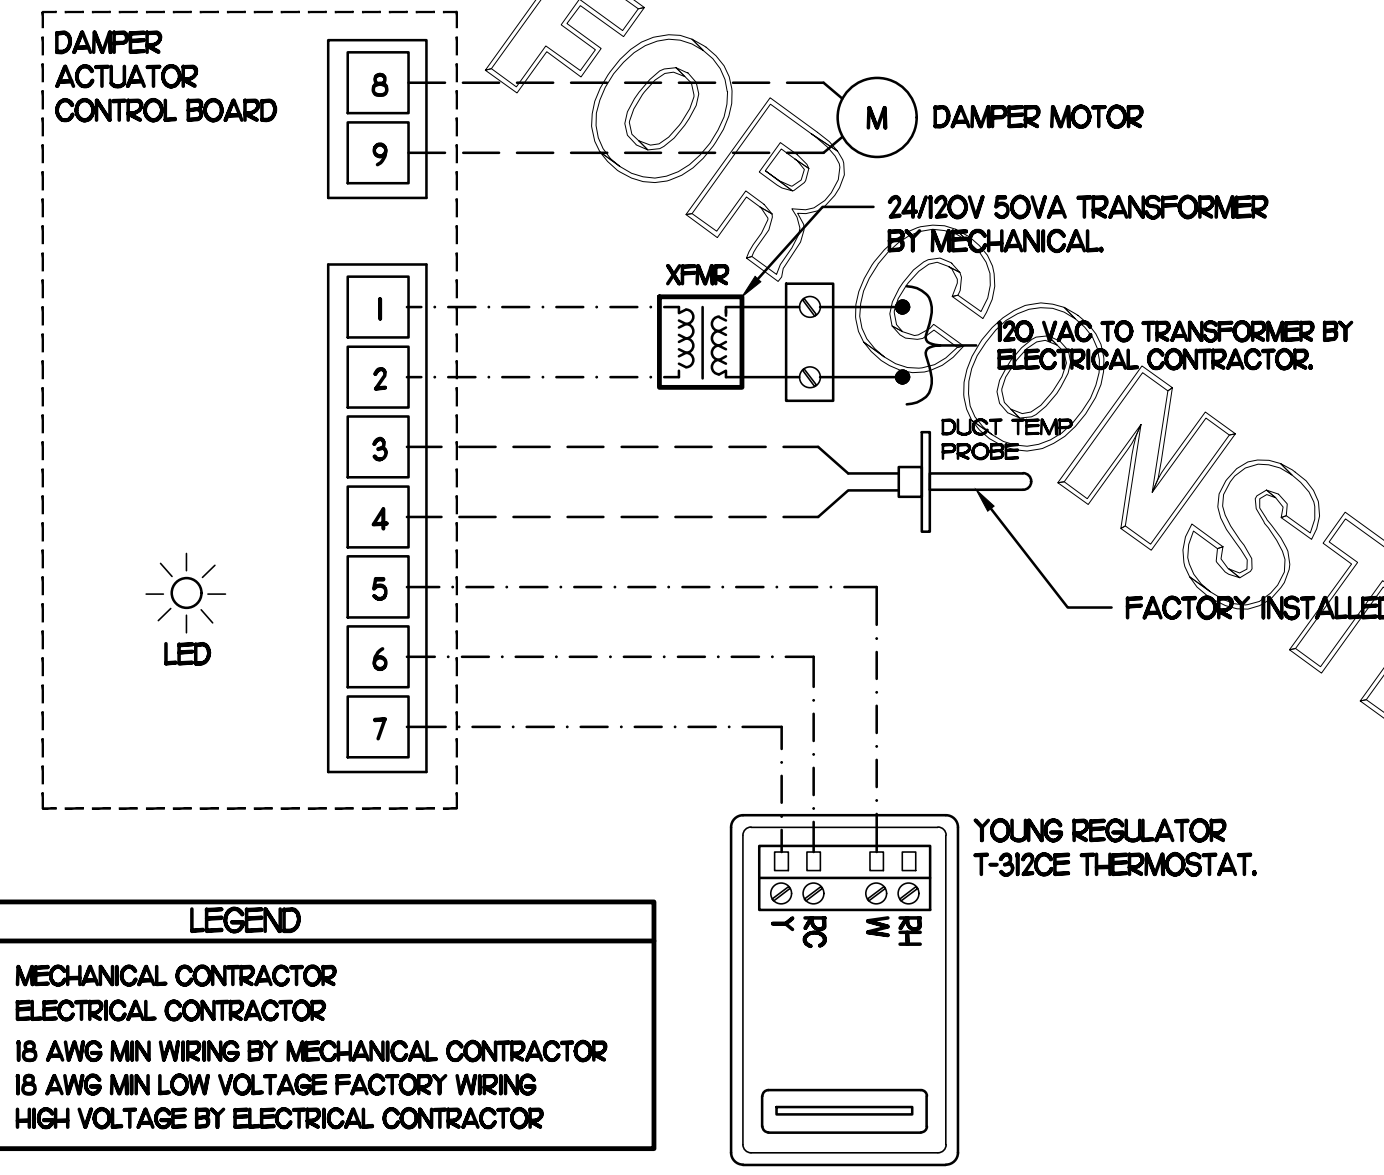 DAMPER
ACTUATOR
CONTROL BOARD
8
9
M
DAMPER MOTOR
24/120V 50VA TRANSFORMER
BY MECHANICAL.
XFMR
1
2
3
4
5
6
7
120 VAC TO TRANSFORMER BY
ELECTRICAL CONTRACTOR.
DUCT TEMP
PROBE
FACTORY INSTALLED
LED
YOUNG REGULATOR
T-312CE THERMOSTAT.
Y RC W RH
LEGEND
MECHANICAL CONTRACTOR
ELECTRICAL CONTRACTOR
18 AWG MIN WIRING BY MECHANICAL CONTRACTOR
18 AWG MIN LOW VOLTAGE FACTORY WIRING
HIGH VOLTAGE BY ELECTRICAL CONTRACTOR
FOR CONST